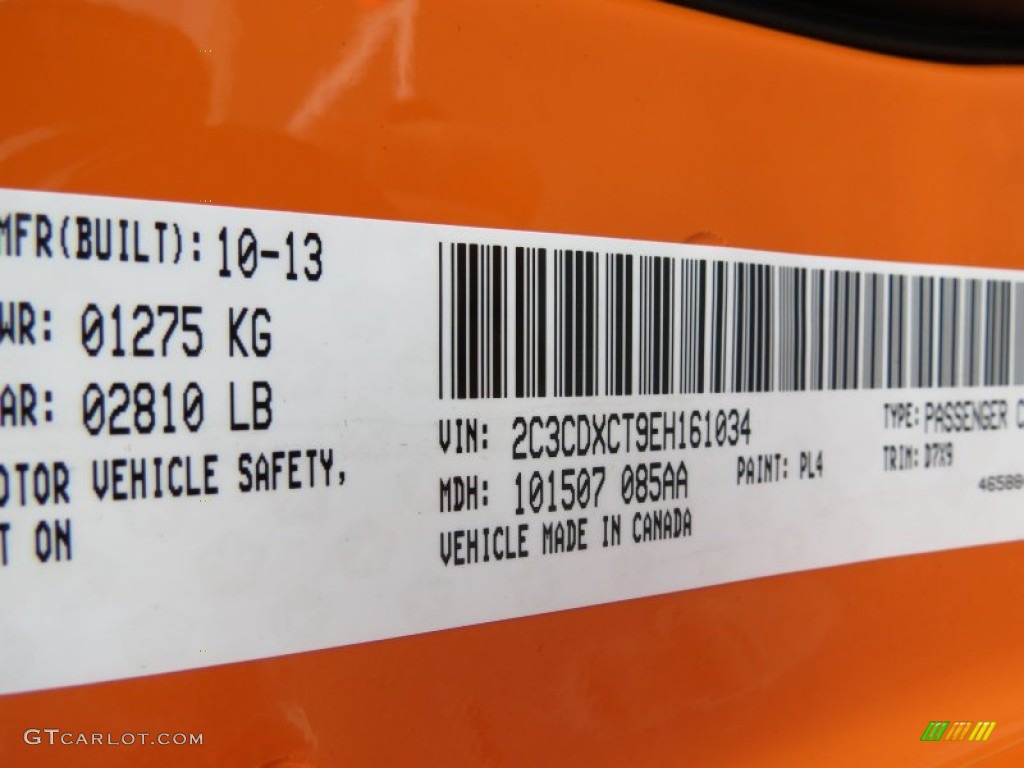 MFR(BUILT): 10-13
WR: 01275 KG
AR: 02810 LB
OTOR VEHICLE SAFETY,
T ON
VIN: 2C3CDXCT9EH161034
MDH: 101507 085AA
VEHICLE MADE IN CANADA
PAINT: PL4
TYPE: PASSENGER C
TRIM: D7X9
4658
GTCARLOT.COM